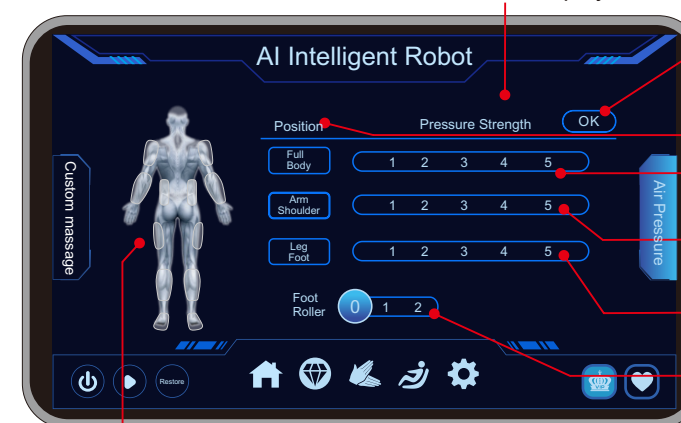 AI Intelligent Robot
Position
Pressure Strength
OK
Full
Body
1 2 3 4 5
Arm
Shoulder
1 2 3 4 5
Leg
Foot
1 2 3 4 5
Foot
Roller
0 1 2
Custom massage
Air Pressure
Restore